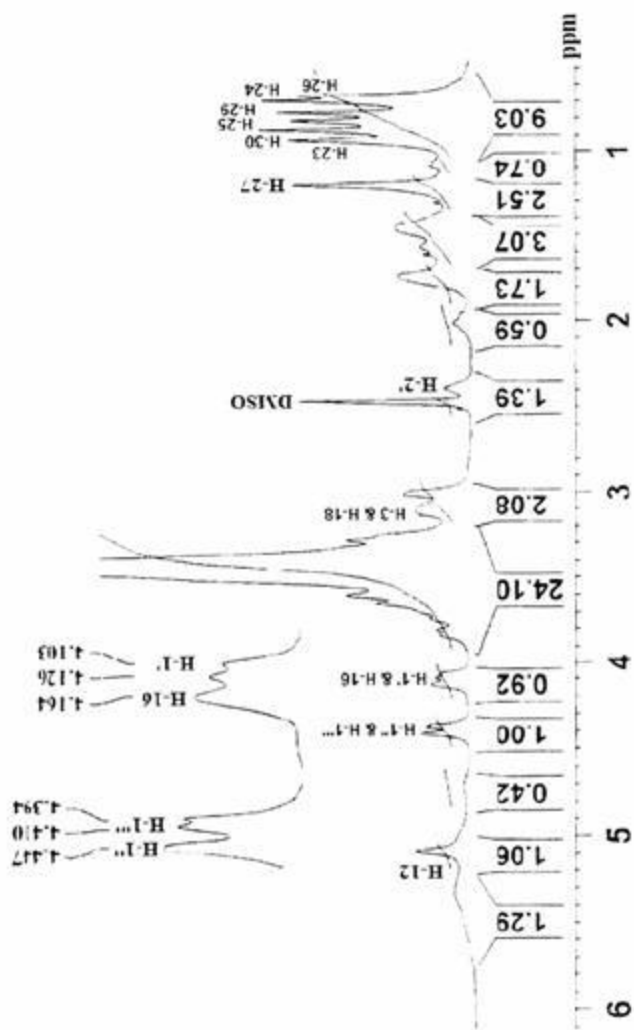 4.447
4.410
4.394
4.164
4.126
4.103
H-1''
H-1'''
H-16
H-1'
DMSO
H-27
H-23
H-30
H-25
H-29
H-24
H-26
H-12
H-1'' & H-1'''
H-1' & H-16
H-3 & H-18
H-2'
1.29
1.06
0.42
1.00
0.92
24.10
2.08
1.39
0.59
1.73
3.07
2.51
0.74
9.03
6
5
4
3
2
1
ppm